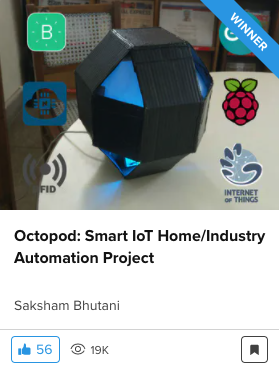 WINNER
B
RFID
INTERNET
OF THINGS
Octopod: Smart IoT Home/Industry
Automation Project
Saksham Bhutani
56
19K